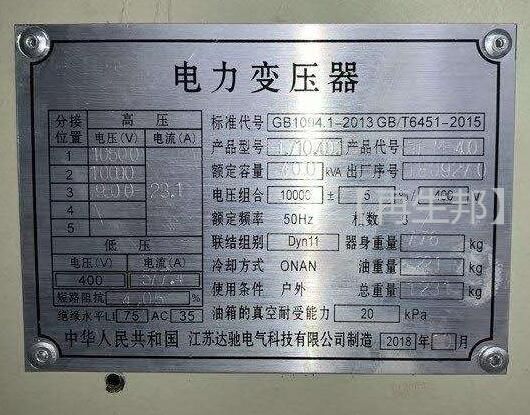 电力变压器
分接位置 高压
电压(V) 电流(A)
1 10500
2 10000
3 9500 23.1
4
5
低压
电压(V) 电流(A)
400
短路阻抗 4.05 %
绝缘水平LI 75 AC 35
标准代号 GB1094.1-2013 GB/T6451-2015
产品型号 产品代号
额定容量 kVA 出厂序号
电压组合 10000 ± 5 %/ 400
额定频率 50Hz 相数 3
联结组别 Dyn11 器身重量 776 kg
冷却方式 ONAN 油重量 kg
使用条件 户外 总重量 1231 kg
油箱的真空耐受能力 20 kPa
中华人民共和国 江苏达驰电气科技有限公司制造 2018 年 月
【再生邦】